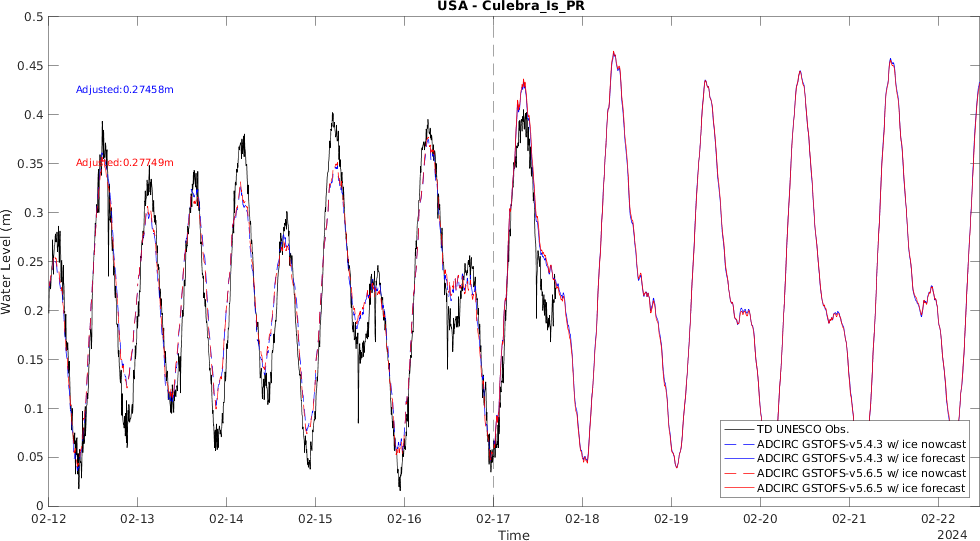 USA - Culebra_Is_PR
0.5
0.45
0.4
0.35
0.3
0.25
0.2
0.15
0.1
0.05
0
Water Level (m)
Adjusted:0.27458m
Adjusted:0.27749m
TD UNESCO Obs.
ADCIRC GSTOFS-v5.4.3 w/ ice nowcast
ADCIRC GSTOFS-v5.4.3 w/ ice forecast
ADCIRC GSTOFS-v5.6.5 w/ ice nowcast
ADCIRC GSTOFS-v5.6.5 w/ ice forecast
02-12 02-13 02-14 02-15 02-16 02-17 02-18 02-19 02-20 02-21 02-22
Time
2024